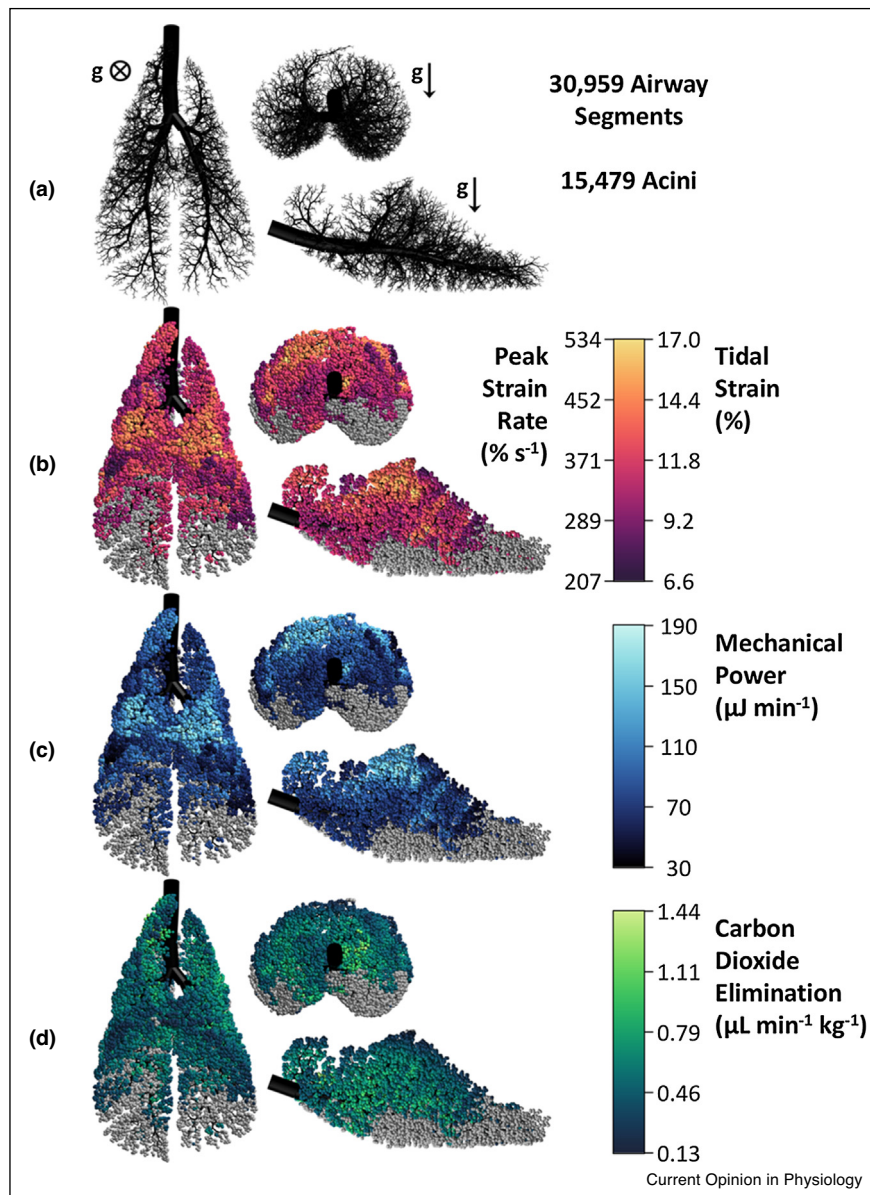 g ⊗
g ↓
30,959 Airway
Segments
(a)
15,479 Acini
g ↓
Peak
Strain
Rate
(% s⁻¹)
534
452
371
289
207
17.0
14.4
11.8
9.2
6.6
Tidal
Strain
(%)
(b)
190
150
110
70
30
Mechanical
Power
(µJ min⁻¹)
(c)
1.44
1.11
0.79
0.46
0.13
Carbon
Dioxide
Elimination
(µL min⁻¹ kg⁻¹)
(d)
Current Opinion in Physiology